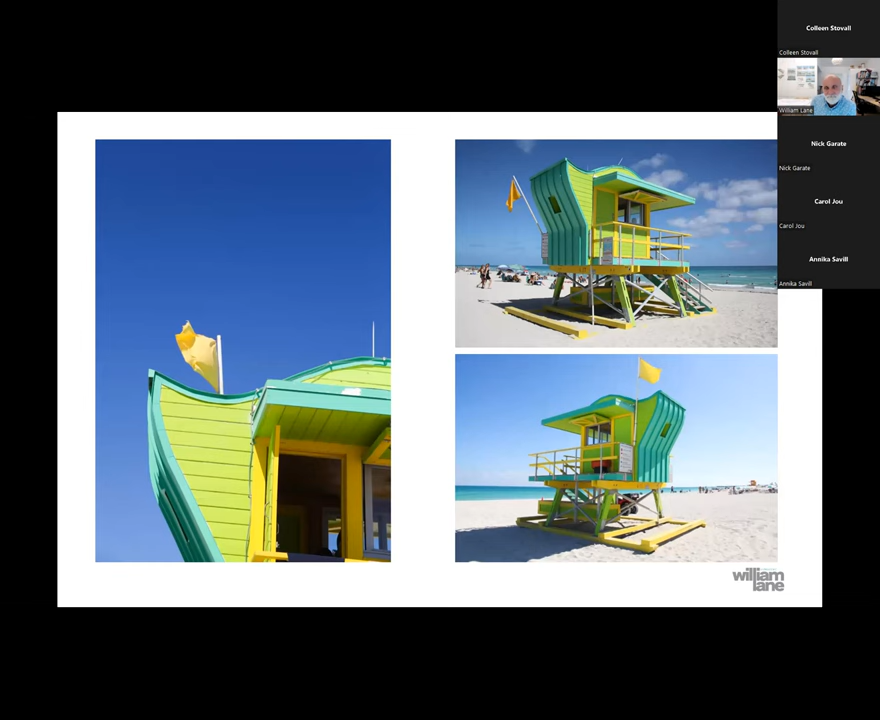 Colleen Stovall
Colleen Stovall
William Lane
Nick Garate
Nick Garate
Carol Jou
Carol Jou
Annika Savill
Annika Savill
william
lane